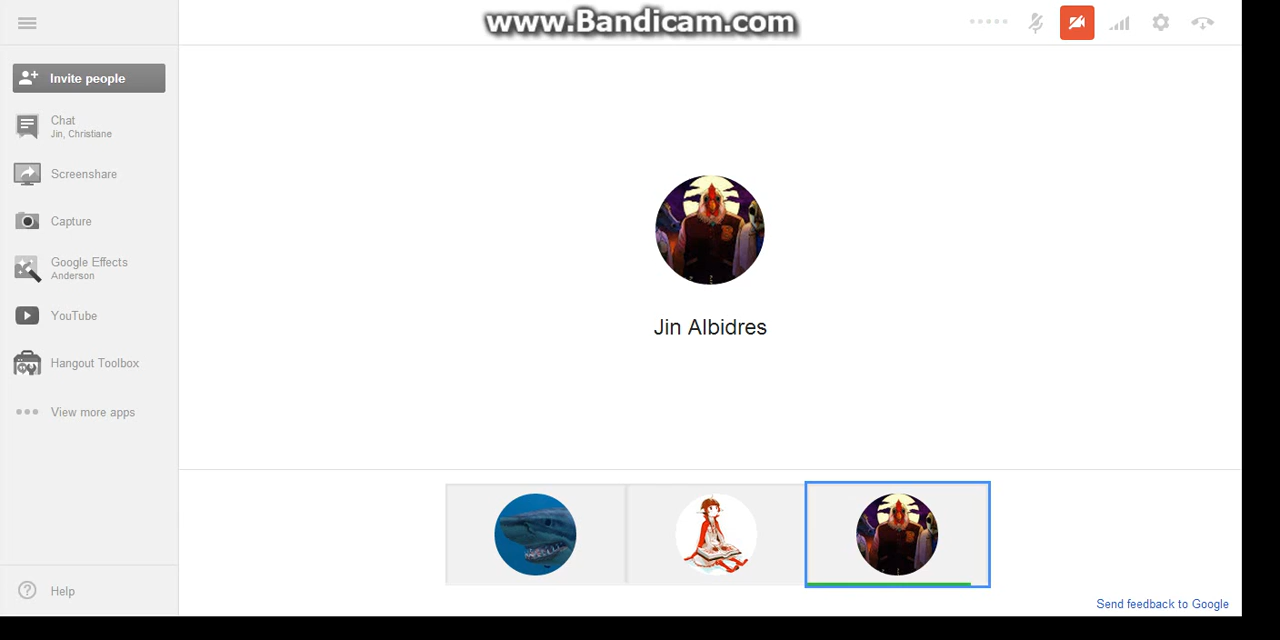 www.Bandicam.com
Invite people
Chat
Jin, Christiane
Screenshare
Capture
Google Effects
Anderson
YouTube
Hangout Toolbox
View more apps
Jin Albidres
Help
Send feedback to Google